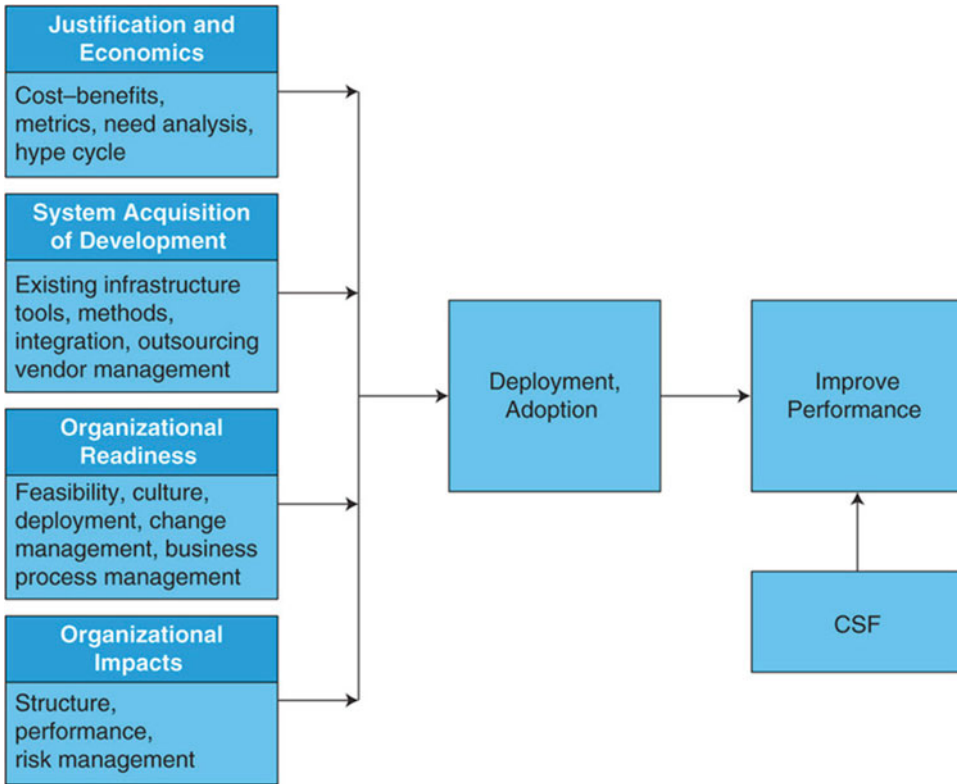 Justification and
Economics
Cost–benefits,
metrics, need analysis,
hype cycle
System Acquisition
of Development
Existing infrastructure
tools, methods,
integration, outsourcing
vendor management
Organizational
Readiness
Feasibility, culture,
deployment, change
management, business
process management
Organizational
Impacts
Structure,
performance,
risk management
Deployment,
Adoption
Improve
Performance
CSF